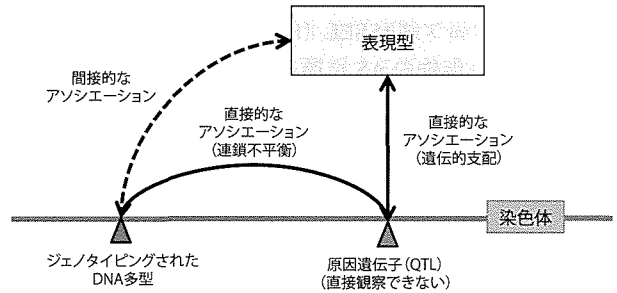 表現型
間接的な
アソシエーション
直接的な
アソシエーション
(連鎖不平衡)
直接的な
アソシエーション
(遺伝的支配)
染色体
ジェノタイピングされた
DNA多型
原因遺伝子(QTL)
(直接観察できない)